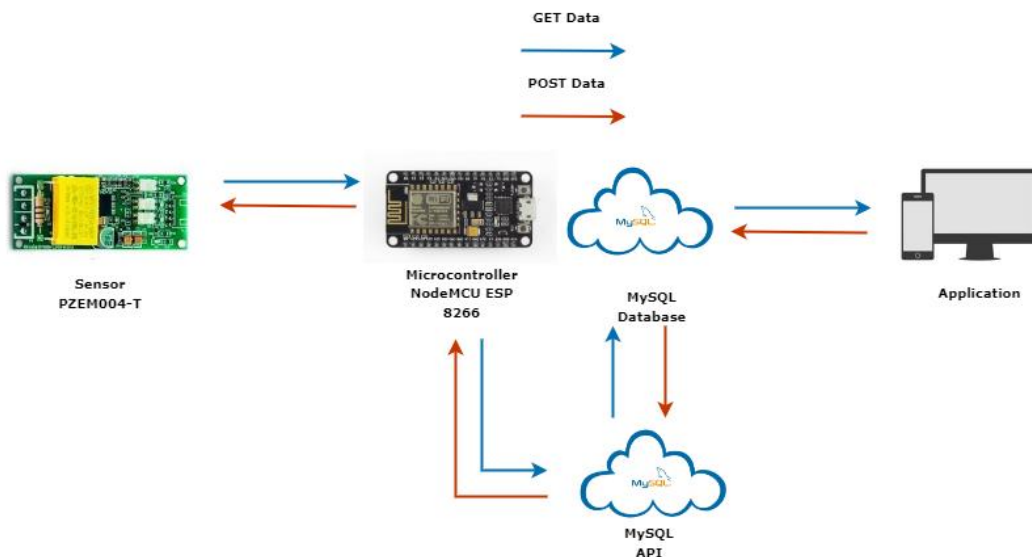 GET Data
POST Data
MySQL
Sensor
PZEM004-T
Microcontroller
NodeMCU ESP
8266
MySQL
Database
Application
MySQL
MySQL
API